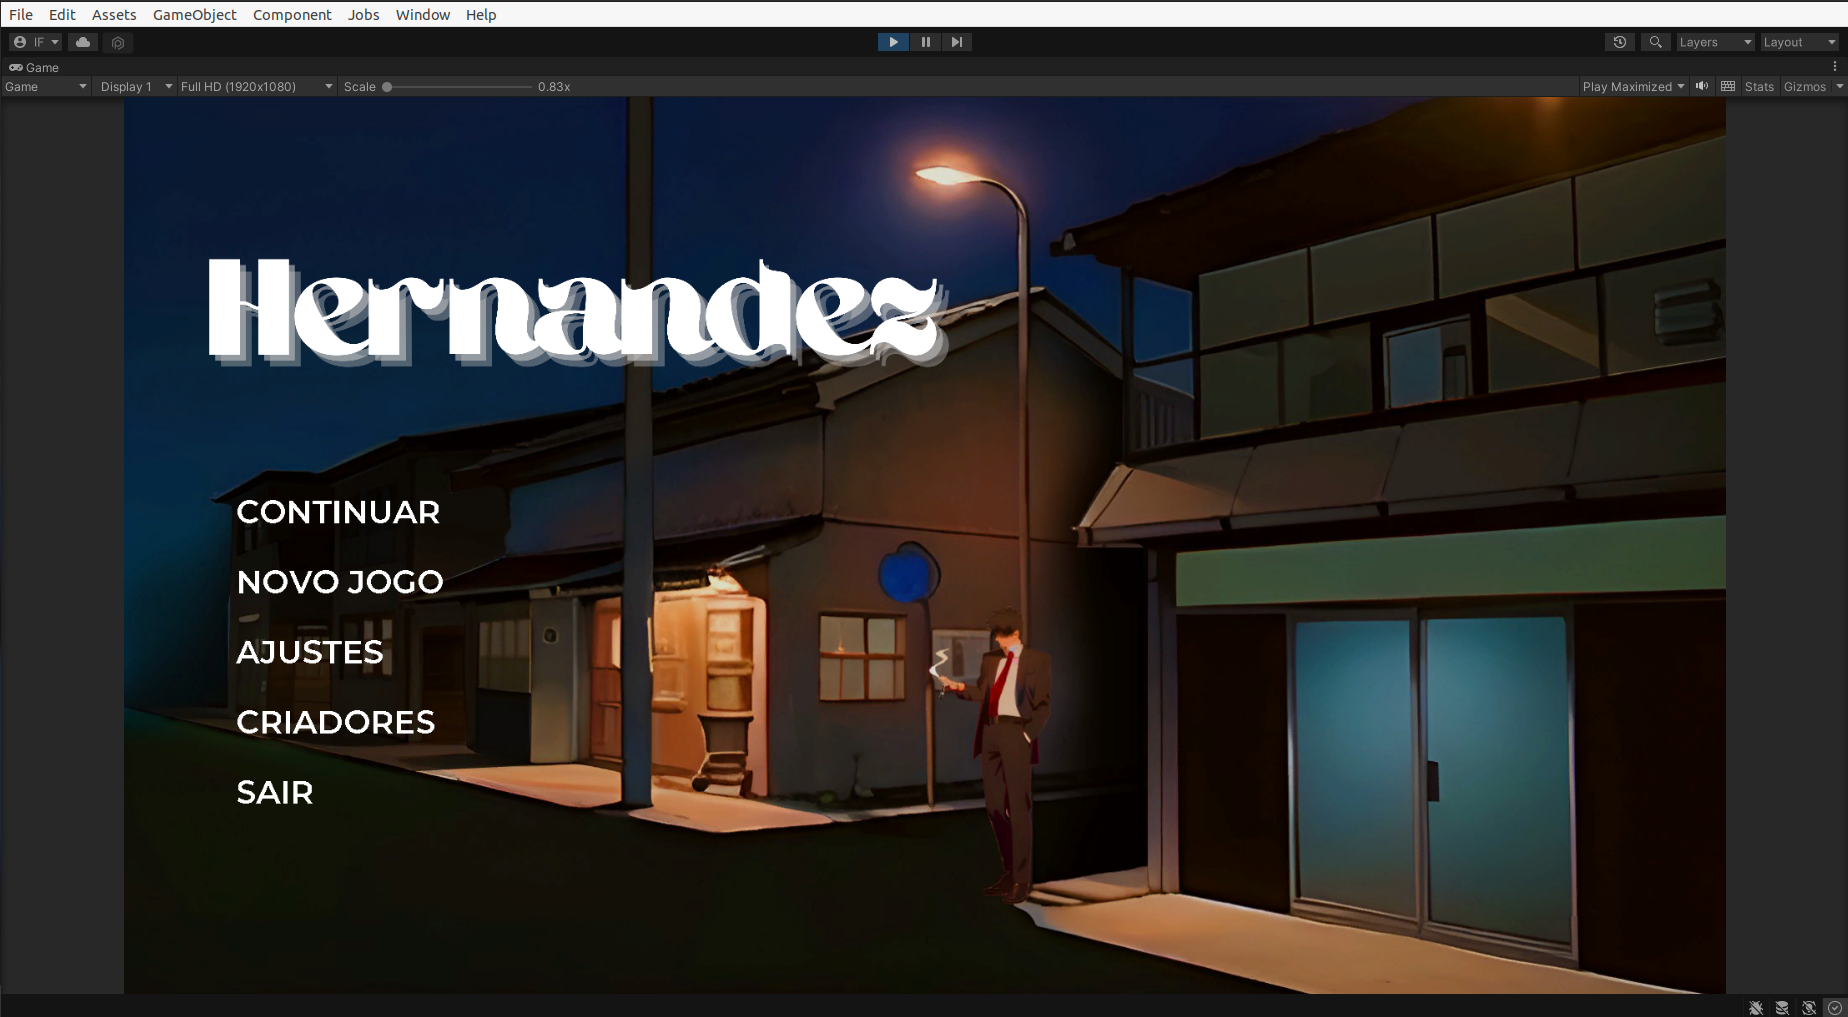 File Edit Assets GameObject Component Jobs Window Help
IF Layers Layout
Game
Game Display 1 Full HD (1920x1080) Scale 0.83x Play Maximized Stats Gizmos
Hernandez
CONTINUAR
NOVO JOGO
AJUSTES
CRIADORES
SAIR